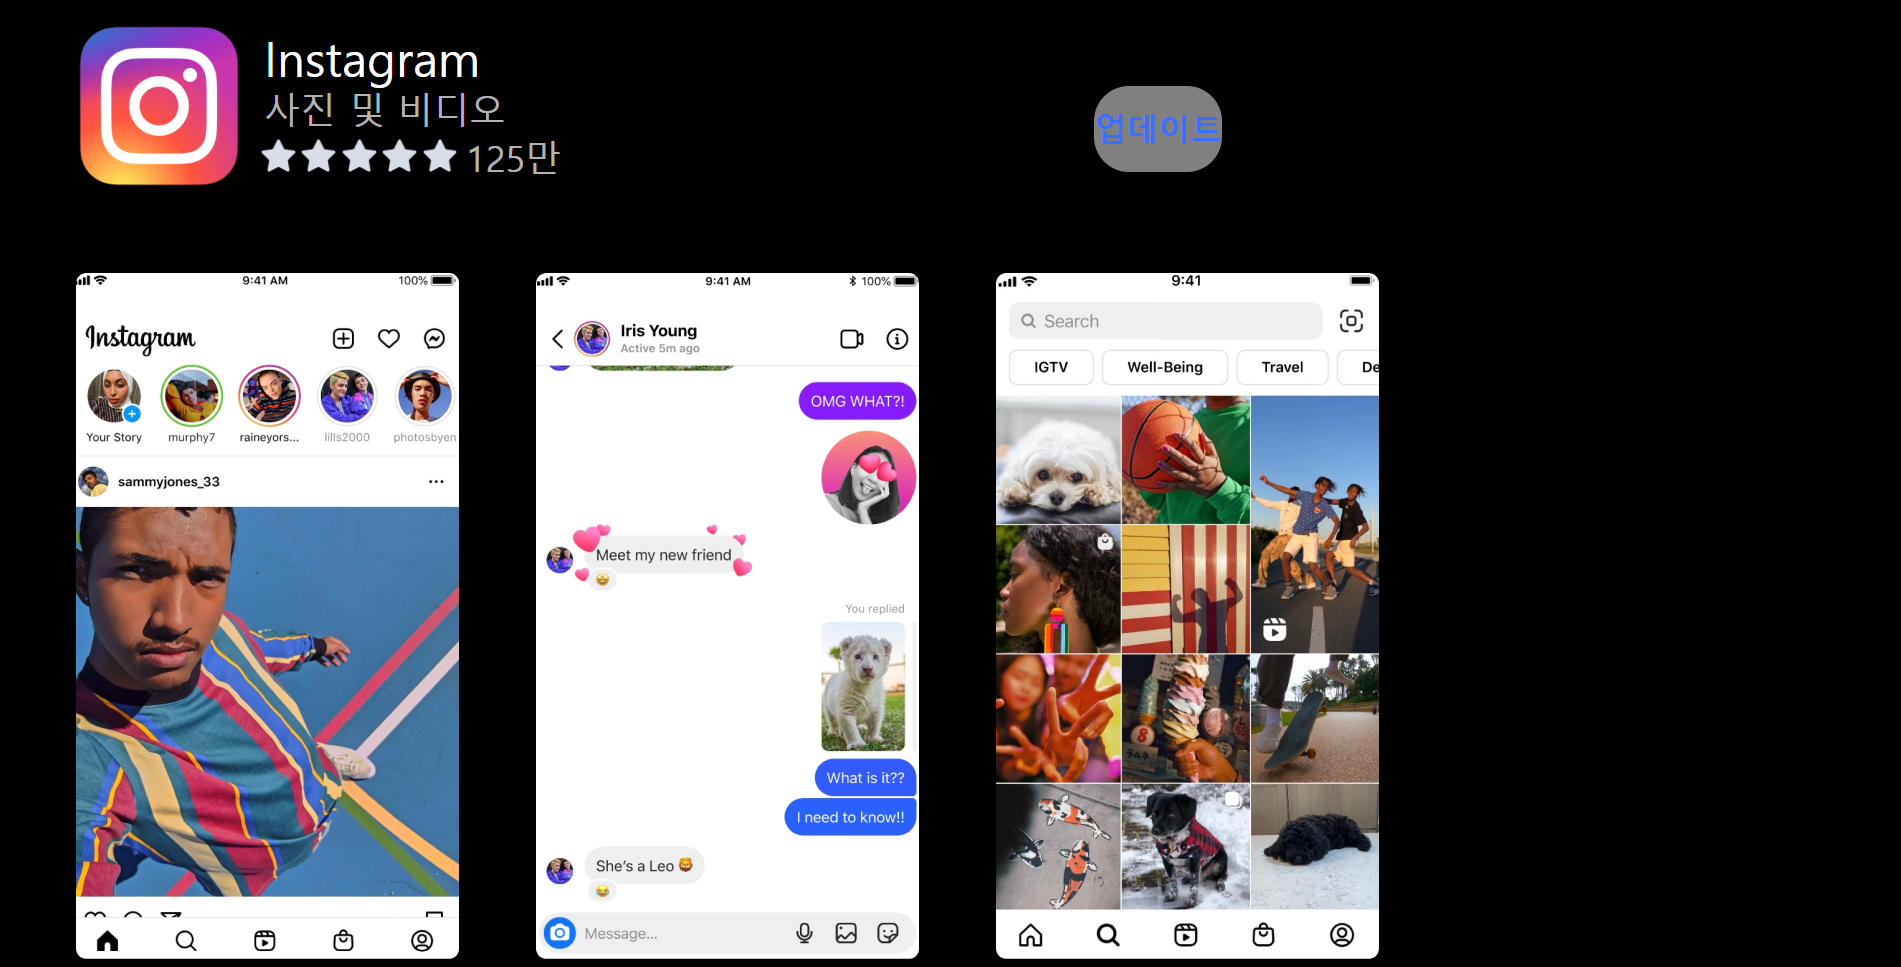 Instagram
사진 및 비디오
125만
업데이트
9:41 AM
100%
Instagram
Your Story
murphy7
raineyors...
lills2000
photosbyen
sammyjones_33
9:41 AM
100%
Iris Young
Active 5m ago
OMG WHAT?!
Meet my new friend
You replied
What is it??
I need to know!!
She's a Leo
Message...
9:41
Search
IGTV
Well-Being
Travel
De